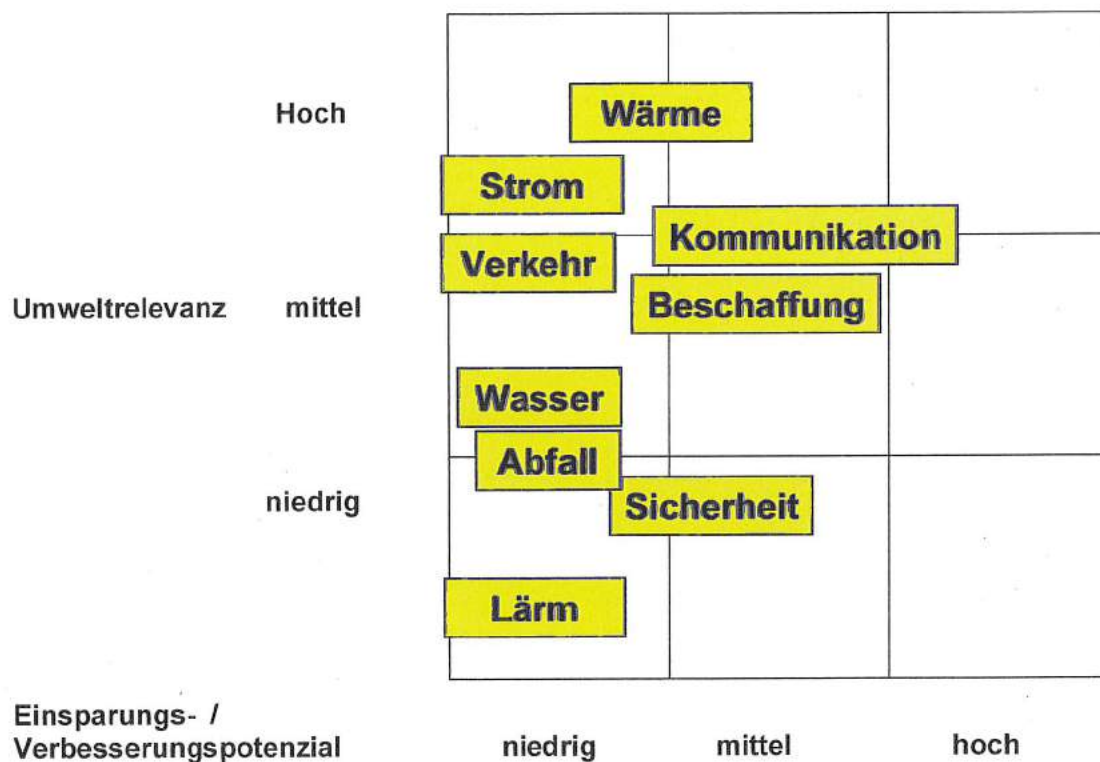 Hoch
Wärme
Strom
Kommunikation
Verkehr
Umweltrelevanz mittel
Beschaffung
Wasser
Abfall
niedrig
Sicherheit
Lärm
Einsparungs- /
Verbesserungspotenzial niedrig mittel hoch